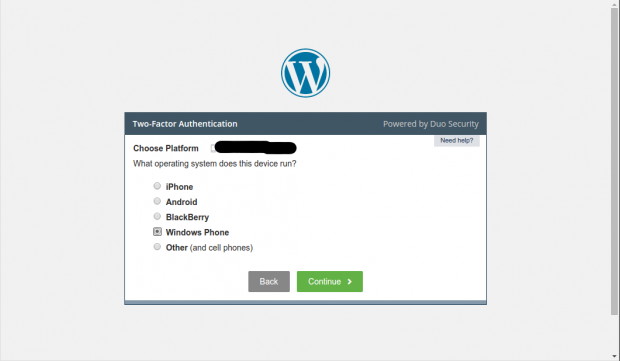 Two-Factor Authentication Powered by Duo Security
Need help?
Choose Platform
What operating system does this device run?
iPhone
Android
BlackBerry
Windows Phone
Other (and cell phones)
Back Continue